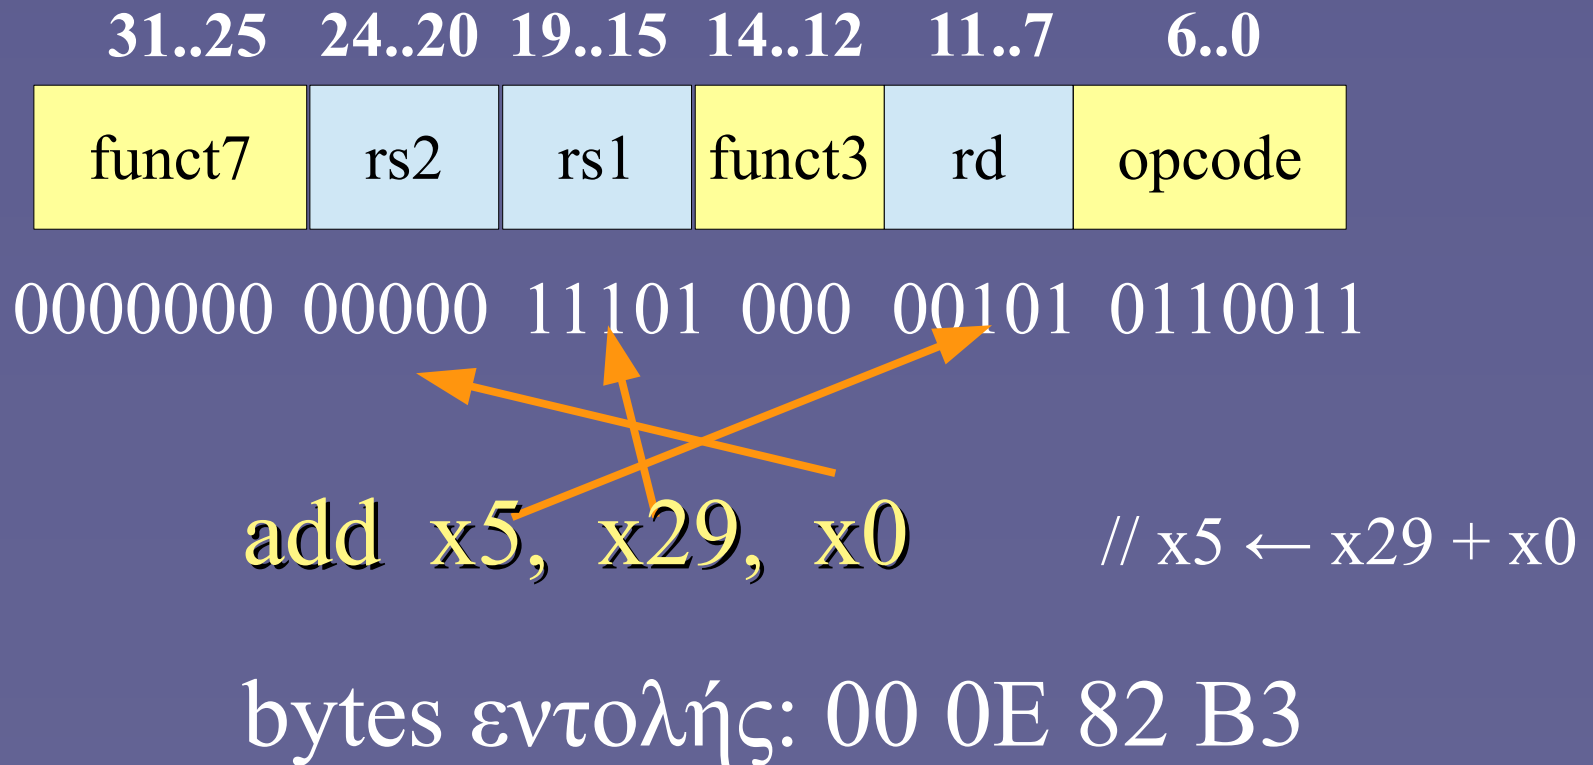 31..25 24..20 19..15 14..12 11..7 6..0
funct7 rs2 rs1 funct3 rd opcode
0000000 00000 11101 000 00101 0110011
add x5, x29, x0 // x5 ← x29 + x0
bytes εντολής: 00 0E 82 B3